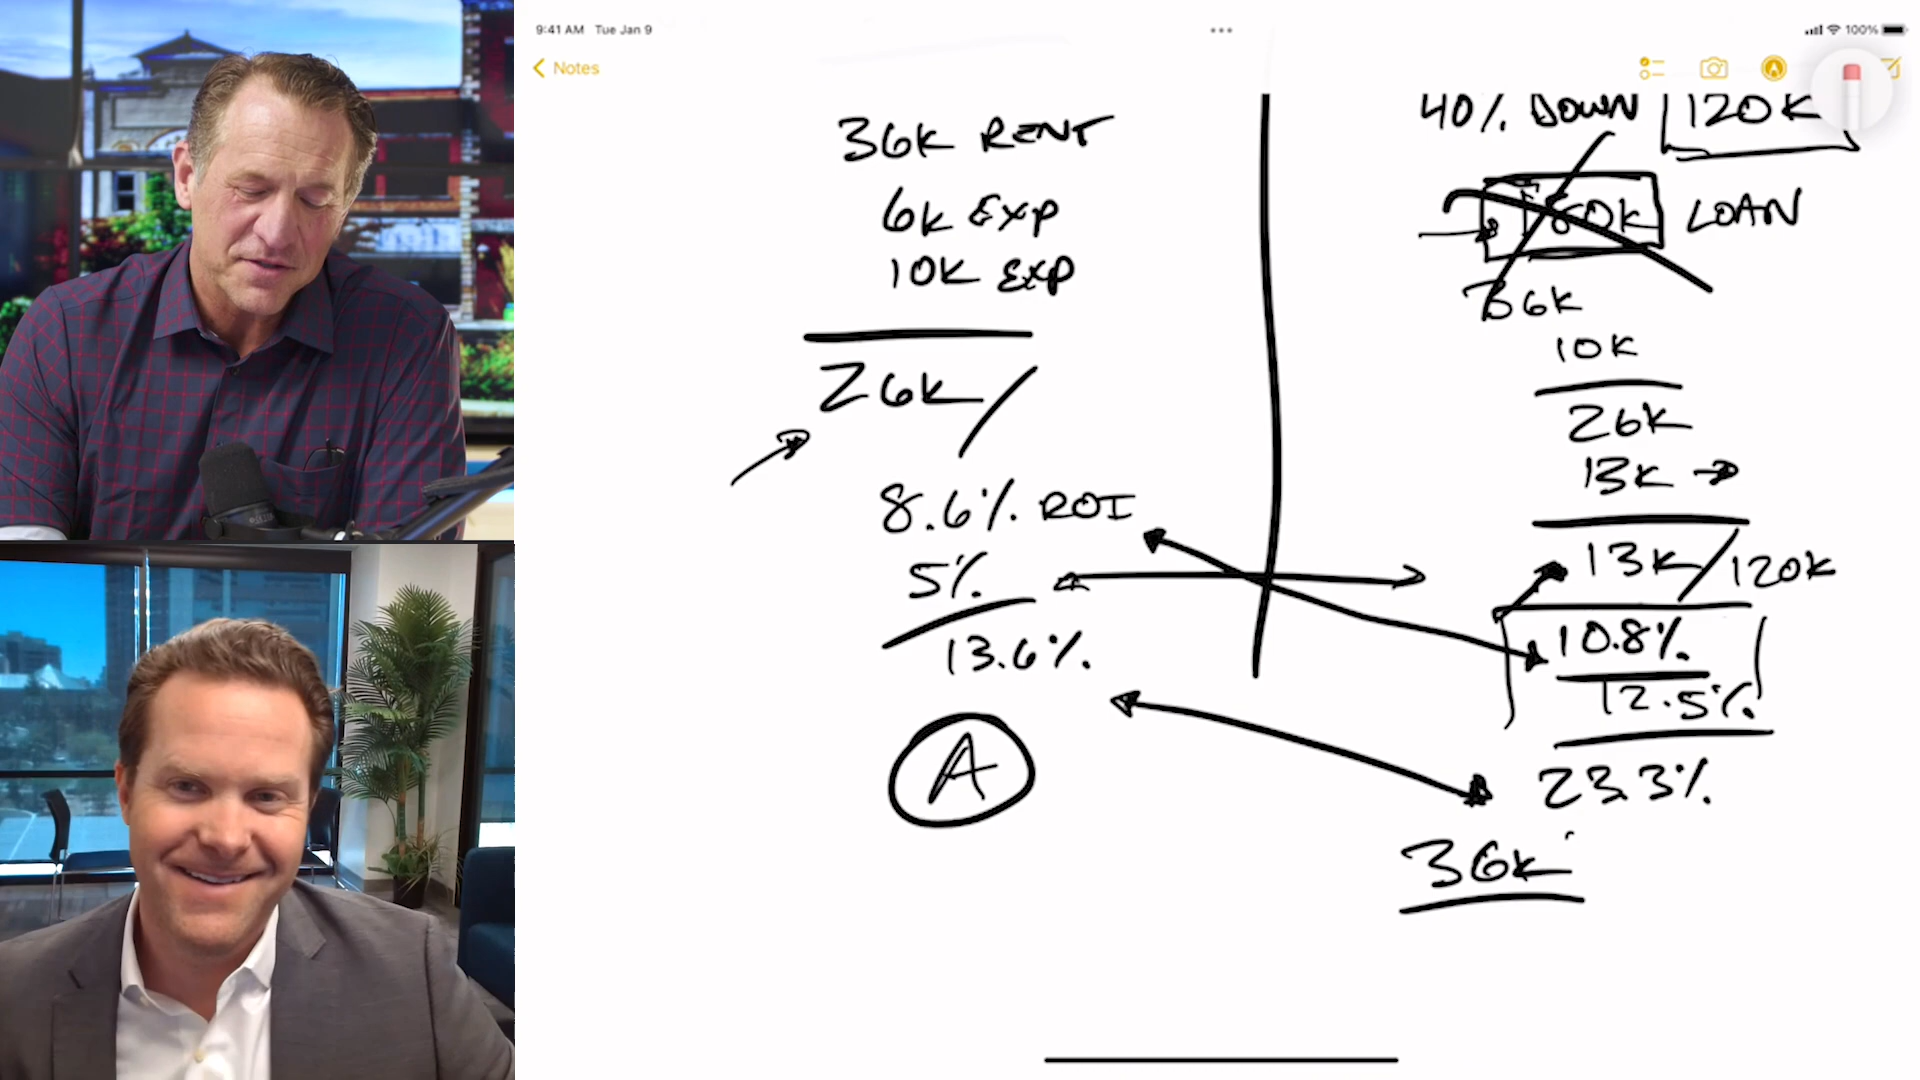 9:41 AM Tue Jan 9
100%
Notes
36K RENT
6K EXP
10K EXP
26K /
8.6% ROI
5%
13.6%
A
40% DOWN 120K
LOAN
36K
10K
26K
13K
13K / 120K
10.8%
12.5%
23.3%
36K